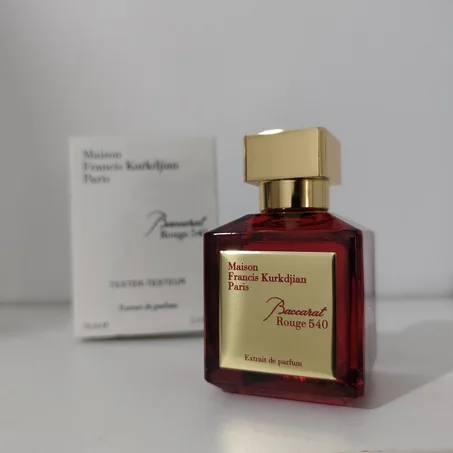 Maison
Francis Kurkdjian
Paris
Baccarat
Rouge 540
TESTER-TESTEUR
Extrait de parfum
Maison
Francis Kurkdjian
Paris
Baccarat
Rouge 540
Extrait de parfum